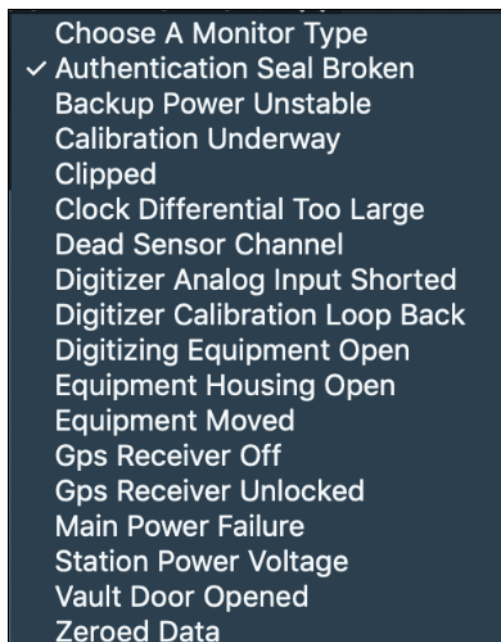 Choose A Monitor Type
✓ Authentication Seal Broken
Backup Power Unstable
Calibration Underway
Clipped
Clock Differential Too Large
Dead Sensor Channel
Digitizer Analog Input Shorted
Digitizer Calibration Loop Back
Digitizing Equipment Open
Equipment Housing Open
Equipment Moved
Gps Receiver Off
Gps Receiver Unlocked
Main Power Failure
Station Power Voltage
Vault Door Opened
Zeroed Data